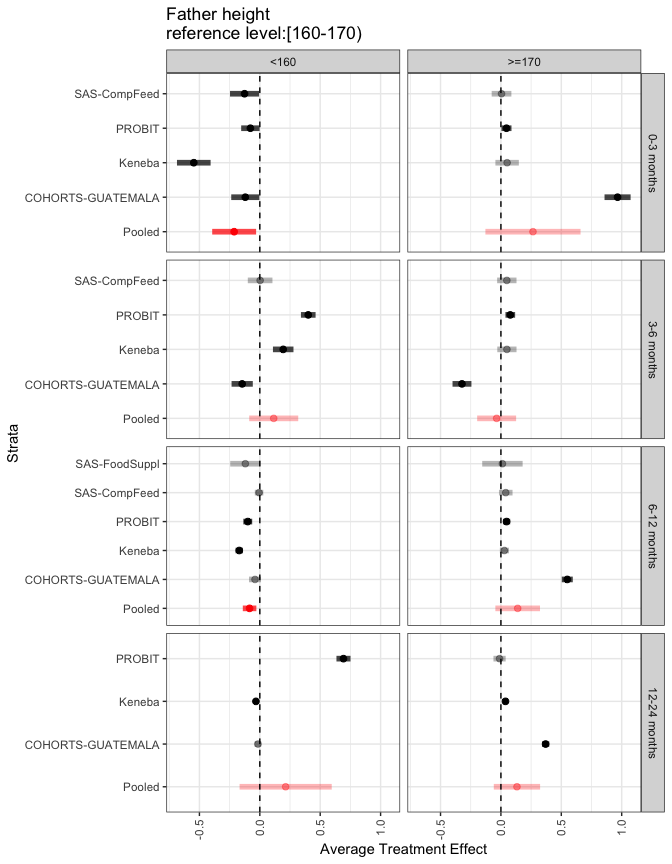 Father height
reference level:[160-170)
<160
>=170
SAS-CompFeed
PROBIT
Keneba
COHORTS-GUATEMALA
Pooled
0-3 months
SAS-CompFeed
PROBIT
Keneba
COHORTS-GUATEMALA
Pooled
3-6 months
SAS-FoodSuppl
SAS-CompFeed
PROBIT
Keneba
COHORTS-GUATEMALA
Pooled
6-12 months
PROBIT
Keneba
COHORTS-GUATEMALA
Pooled
12-24 months
Strata
-0.5
0.0
0.5
1.0
-0.5
0.0
0.5
1.0
Average Treatment Effect